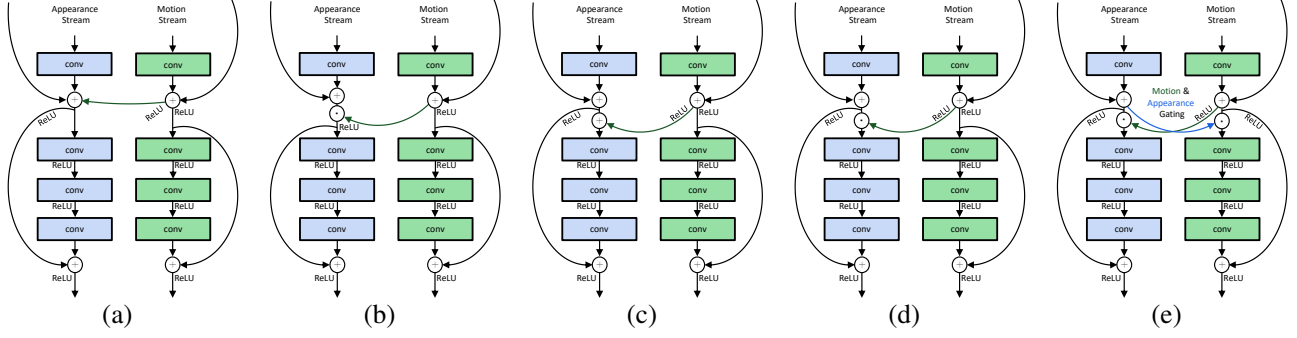 Appearance
Stream
Motion
Stream
conv
conv
ReLU
ReLU
ReLU
conv
conv
ReLU
ReLU
conv
conv
ReLU
ReLU
conv
conv
ReLU
ReLU
(a)
Appearance
Stream
Motion
Stream
conv
conv
ReLU
ReLU
conv
conv
ReLU
ReLU
conv
conv
ReLU
ReLU
conv
conv
ReLU
ReLU
(b)
Appearance
Stream
Motion
Stream
conv
conv
ReLU
ReLU
ReLU
conv
conv
ReLU
ReLU
conv
conv
ReLU
ReLU
conv
conv
ReLU
ReLU
(c)
Appearance
Stream
Motion
Stream
conv
conv
ReLU
ReLU
ReLU
conv
conv
ReLU
ReLU
conv
conv
ReLU
ReLU
conv
conv
ReLU
ReLU
(d)
Appearance
Stream
Motion
Stream
conv
conv
Motion &
Appearance
Gating
ReLU
ReLU
ReLU
conv
conv
ReLU
ReLU
conv
conv
ReLU
ReLU
conv
conv
ReLU
ReLU
(e)